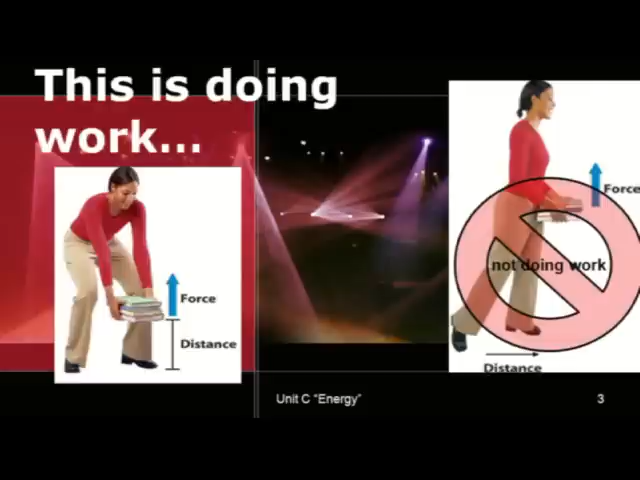 This is doing
work...
Force
Distance
Force
not doing work
Distance
Unit C "Energy"
3